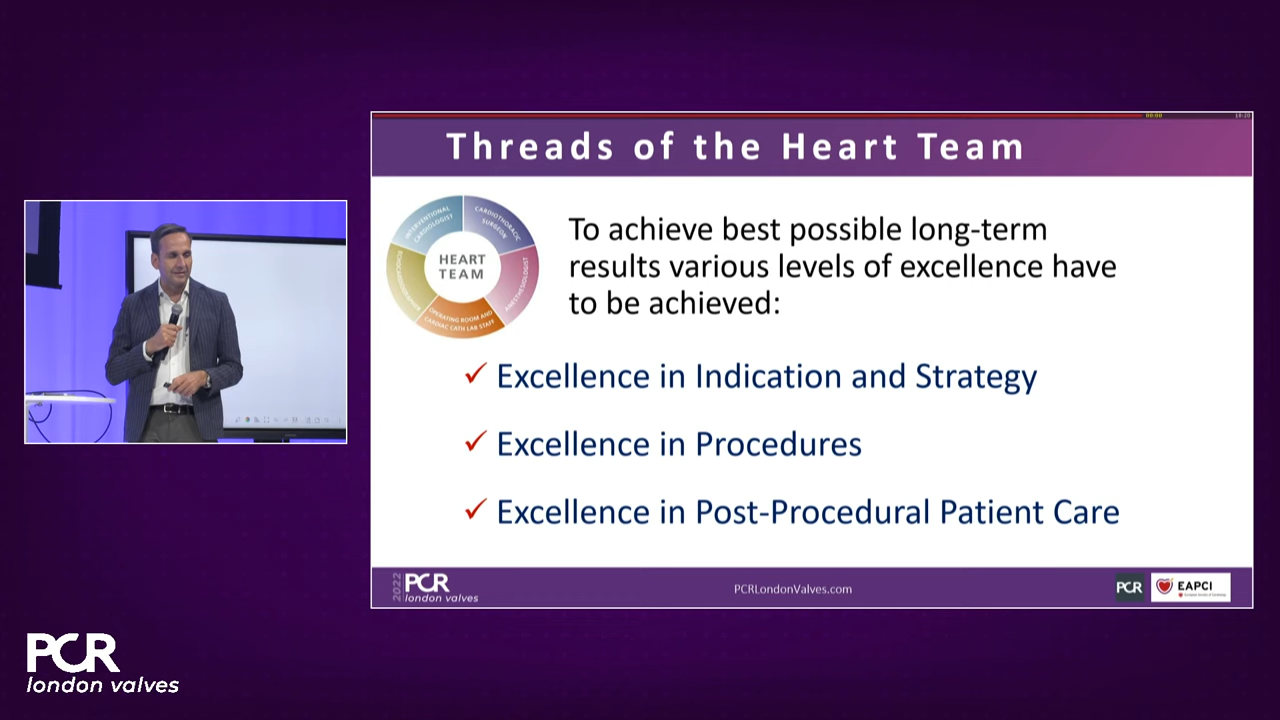 Threads of the Heart Team
INTERVENTIONAL
CARDIOLOGIST
CARDIOTHORACIC
SURGEON
HEART
TEAM
ECHOCARDIOGRAPHER
ANESTHESIOLOGIST
OPERATING ROOM AND
CARDIAC CATH LAB STAFF
To achieve best possible long-term
results various levels of excellence have
to be achieved:
✓ Excellence in Indication and Strategy
✓ Excellence in Procedures
✓ Excellence in Post-Procedural Patient Care
2022
PCR
london valves
PCRLondonValves.com
PCR
EAPCI
PCR
london valves